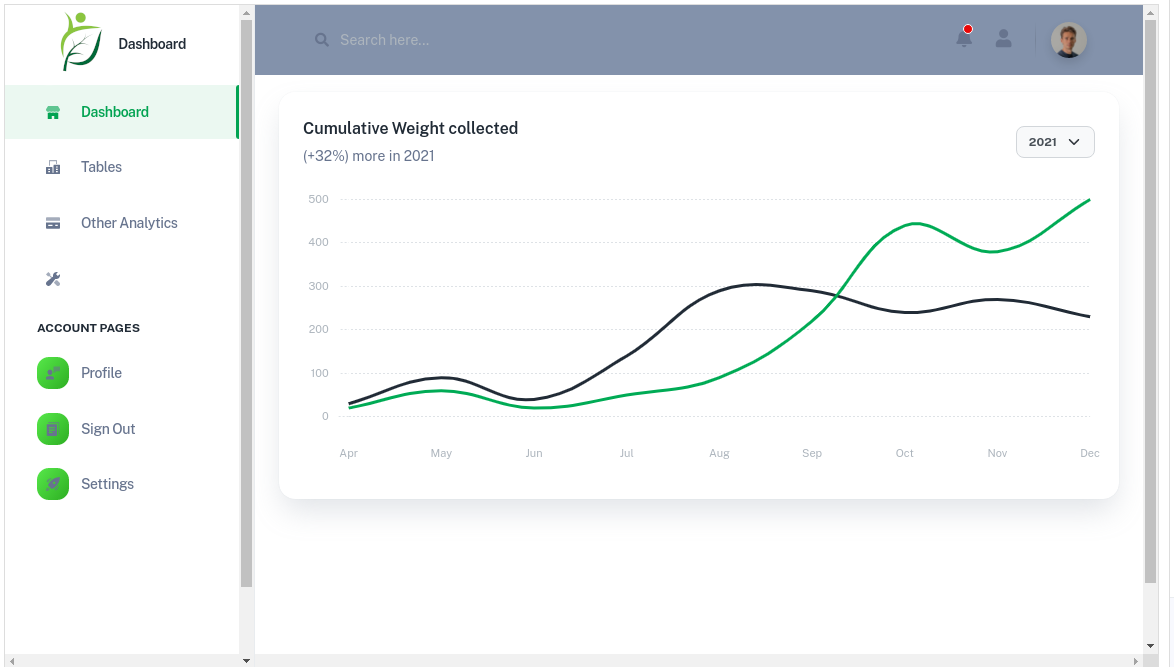 Dashboard
Search here...
Dashboard
Tables
Other Analytics
ACCOUNT PAGES
Profile
Sign Out
Settings
Cumulative Weight collected
(+32%) more in 2021
2021
500
400
300
200
100
0
Apr May Jun Jul Aug Sep Oct Nov Dec